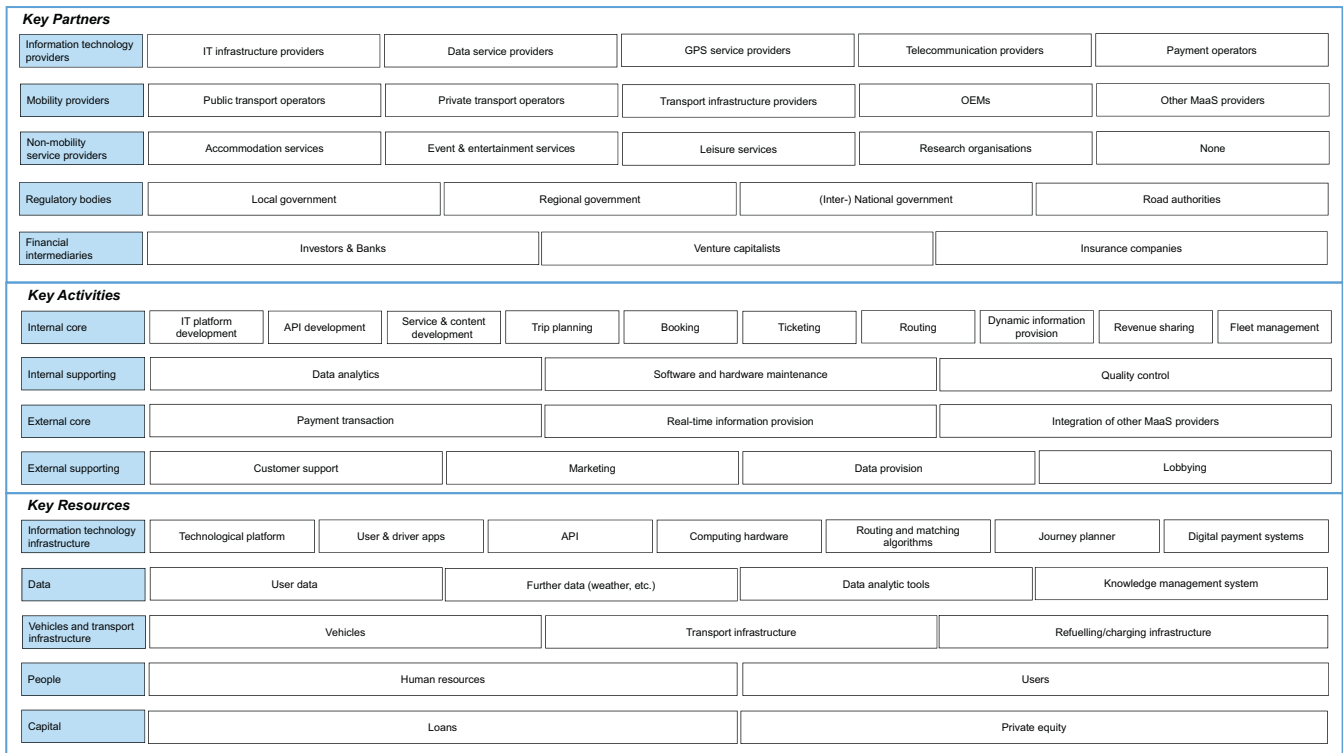 Key Partners
Information technology
providers
IT infrastructure providers
Data service providers
GPS service providers
Telecommunication providers
Payment operators
Mobility providers
Public transport operators
Private transport operators
Transport infrastructure providers
OEMs
Other MaaS providers
Non-mobility
service providers
Accommodation services
Event & entertainment services
Leisure services
Research organisations
None
Regulatory bodies
Local government
Regional government
(Inter-) National government
Road authorities
Financial
intermediaries
Investors & Banks
Venture capitalists
Insurance companies
Key Activities
Internal core
IT platform
development
API development
Service & content
development
Trip planning
Booking
Ticketing
Routing
Dynamic information
provision
Revenue sharing
Fleet management
Internal supporting
Data analytics
Software and hardware maintenance
Quality control
External core
Payment transaction
Real-time information provision
Integration of other MaaS providers
External supporting
Customer support
Marketing
Data provision
Lobbying
Key Resources
Information technology
infrastructure
Technological platform
User & driver apps
API
Computing hardware
Routing and matching
algorithms
Journey planner
Digital payment systems
Data
User data
Further data (weather, etc.)
Data analytic tools
Knowledge management system
Vehicles and transport
infrastructure
Vehicles
Transport infrastructure
Refuelling/charging infrastructure
People
Human resources
Users
Capital
Loans
Private equity